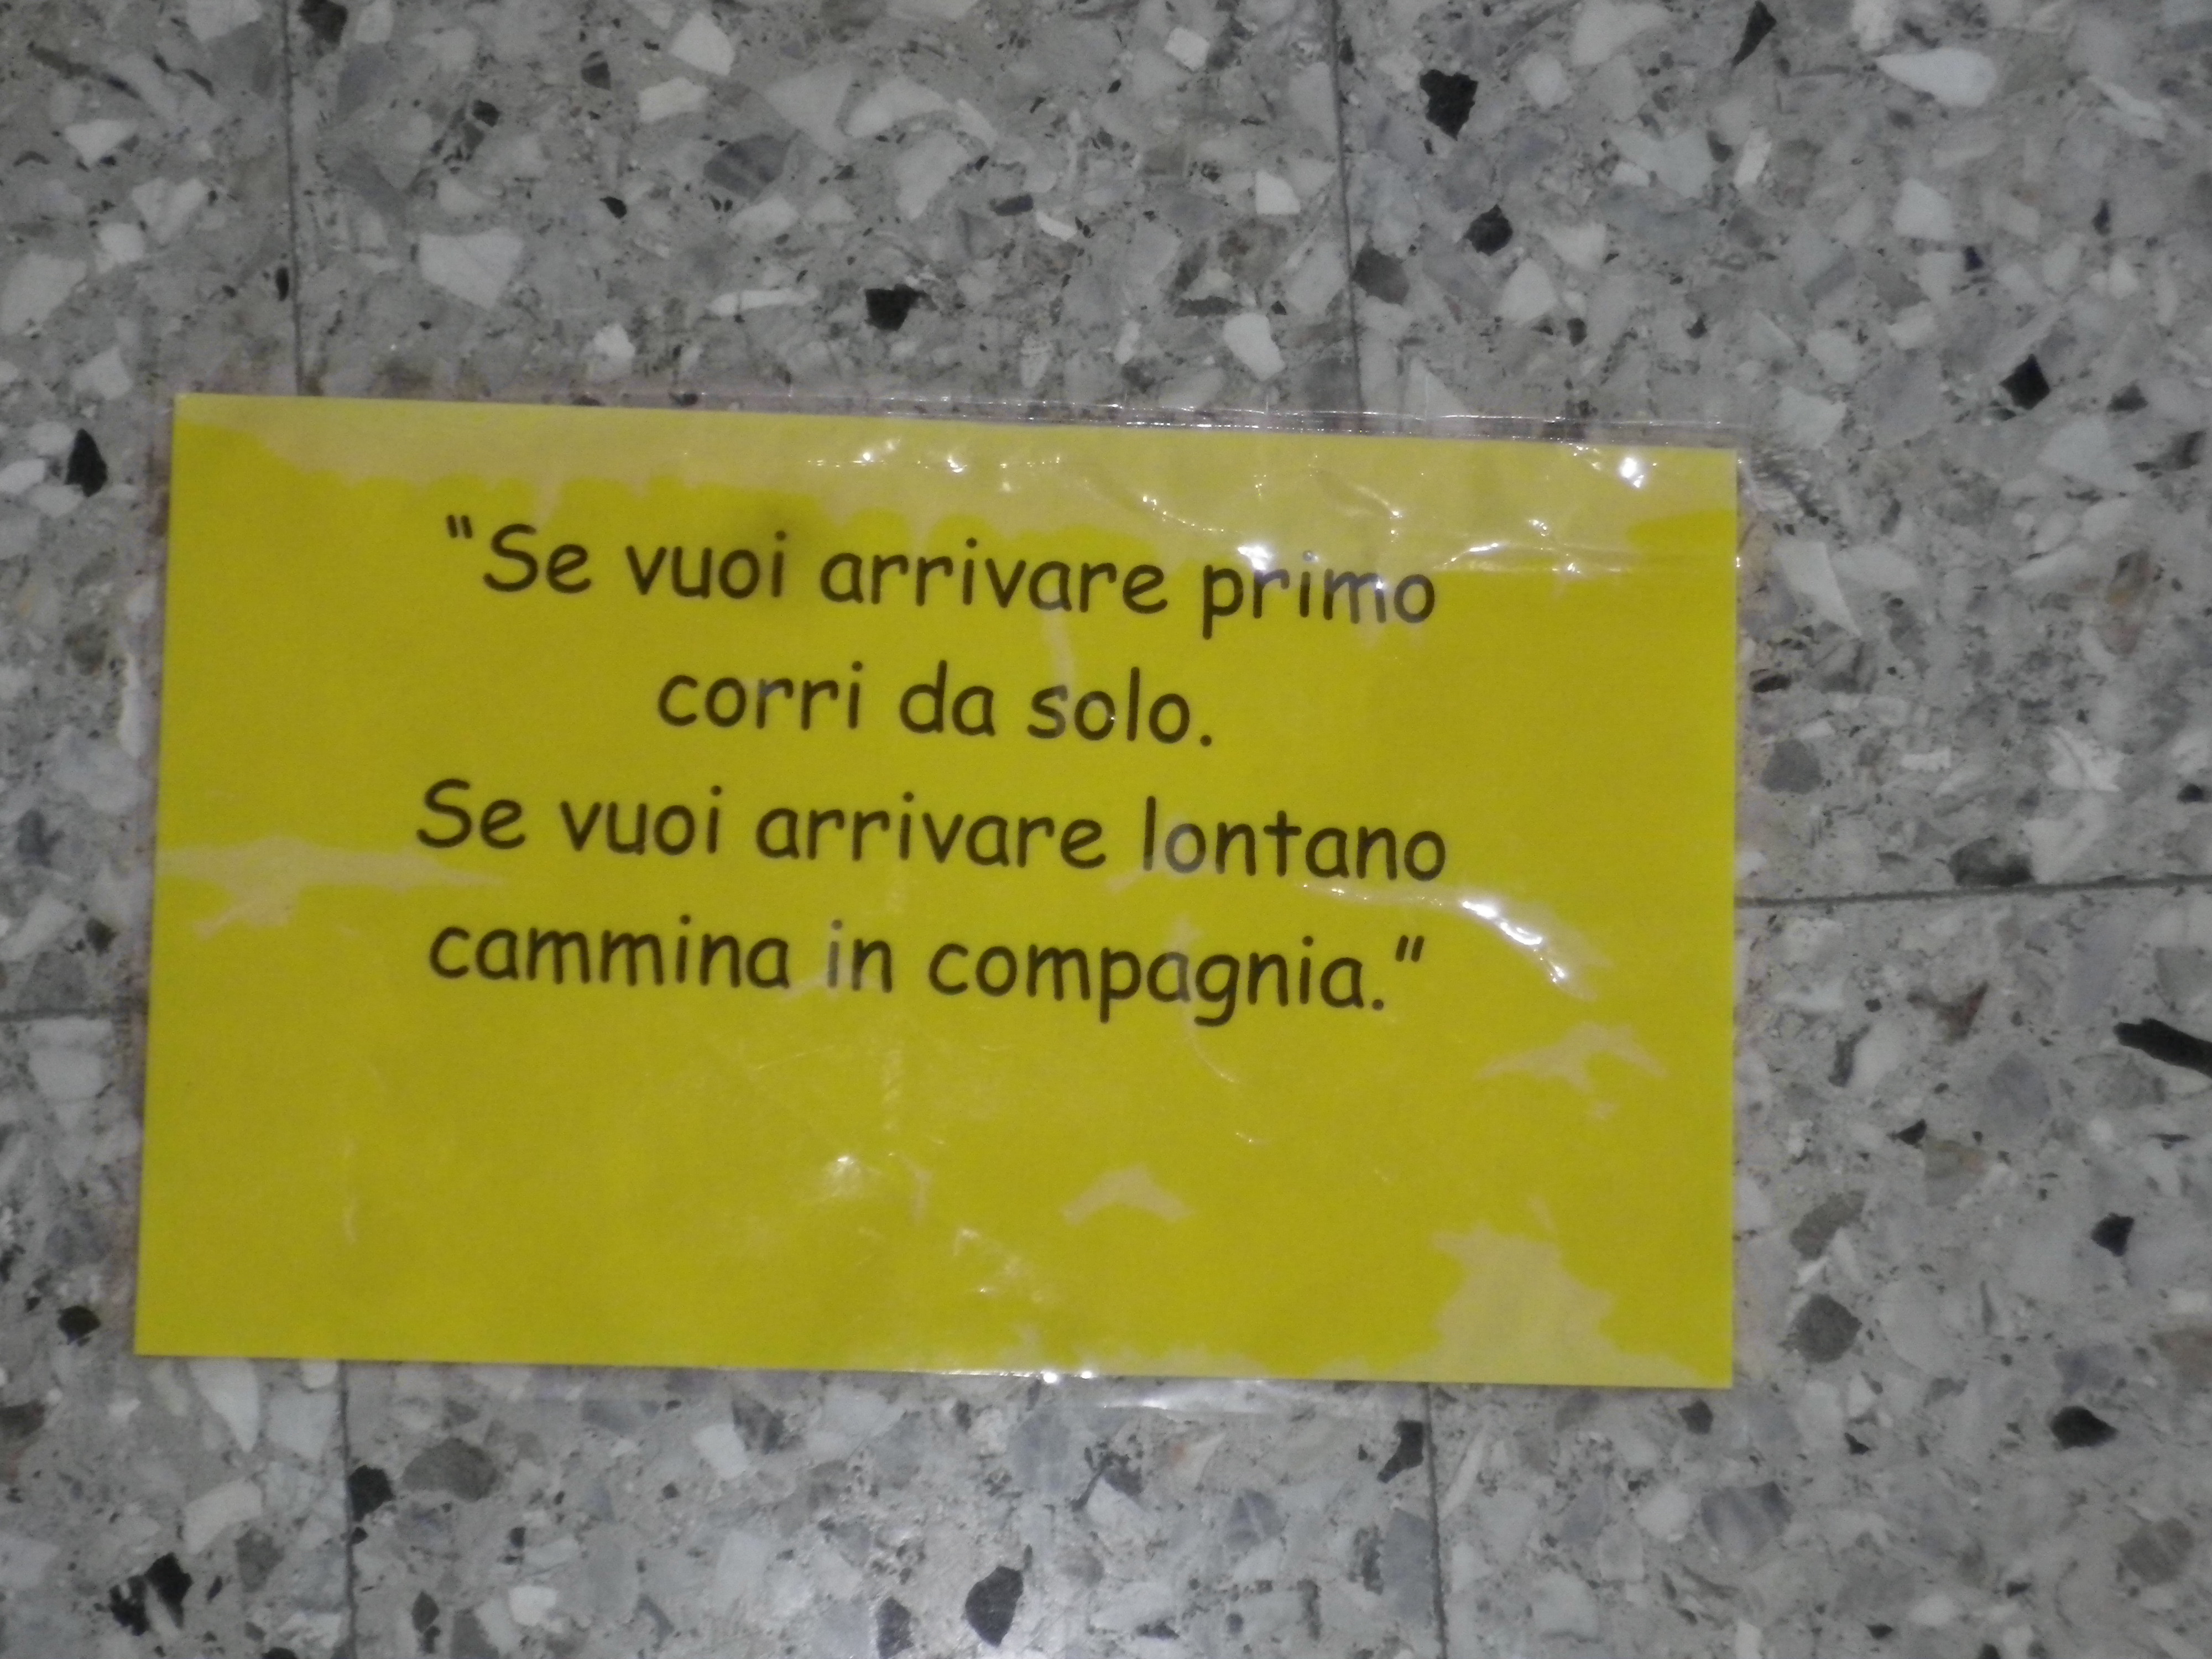 "Se vuoi arrivare primo
corri da solo.
Se vuoi arrivare lontano
cammina in compagnia."